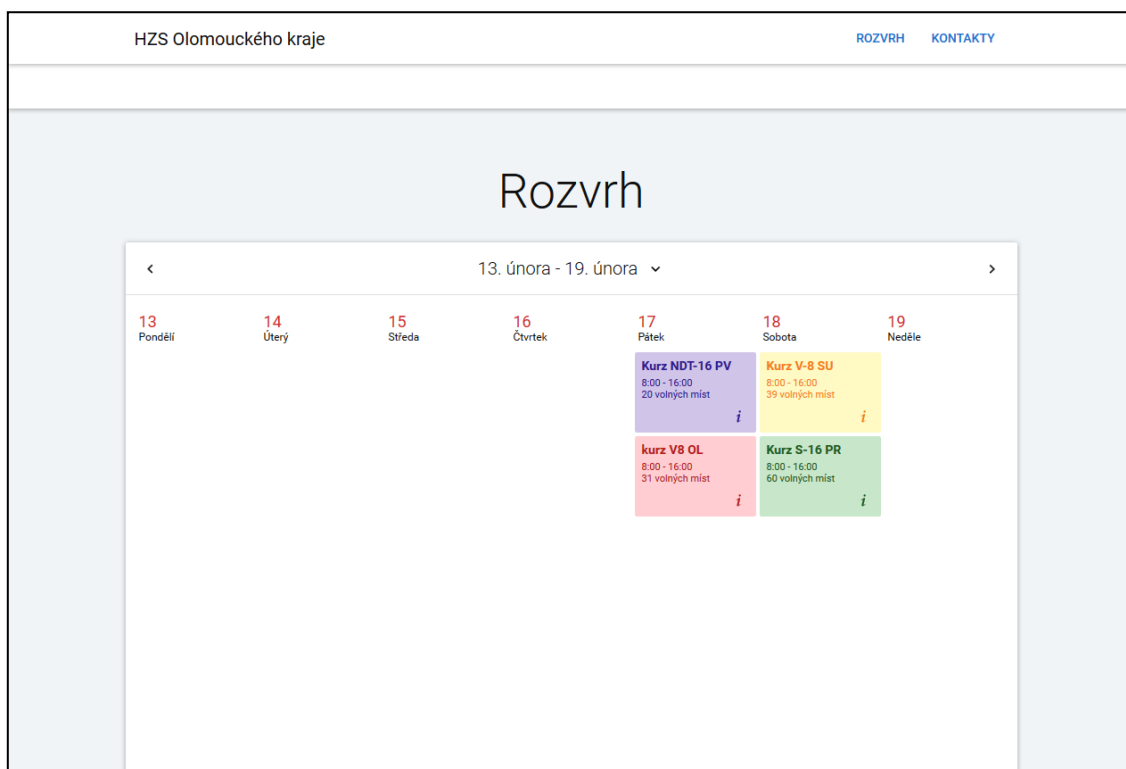 HZS Olomouckého kraje
ROZVRH KONTAKTY
Rozvrh
13. února - 19. února
13
Pondělí
14
Úterý
15
Středa
16
Čtvrtek
17
Pátek
18
Sobota
19
Neděle
Kurz NDT-16 PV
8:00 - 16:00
20 volných míst
i
Kurz V-8 SU
8:00 - 16:00
39 volných míst
i
kurz V8 OL
8:00 - 16:00
31 volných míst
i
Kurz S-16 PR
8:00 - 16:00
60 volných míst
i